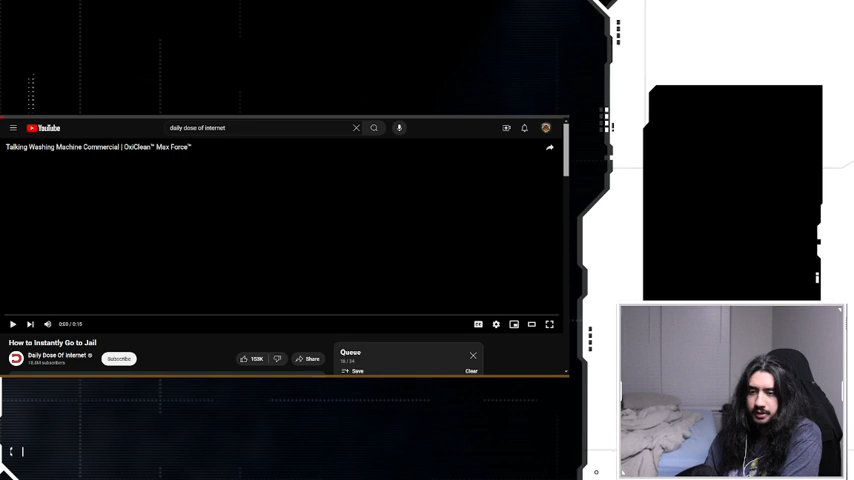 YouTube
daily dose of internet
Talking Washing Machine Commercial | OxiClean™ Max Force™
0:00 / 0:15
How to Instantly Go to Jail
Daily Dose Of Internet
Subscribe
153K
Share
Queue
Save
Clear